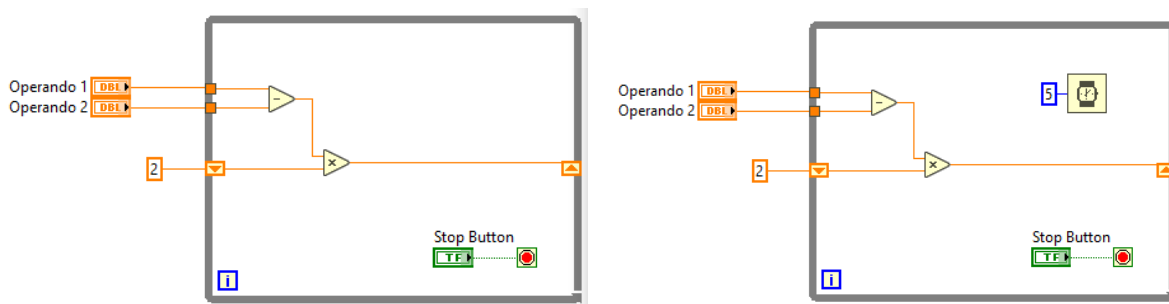 Operando 1 DBL
Operando 2 DBL
2
Stop Button
TF
i
Operando 1 DBL
Operando 2 DBL
5
2
Stop Button
TF
i